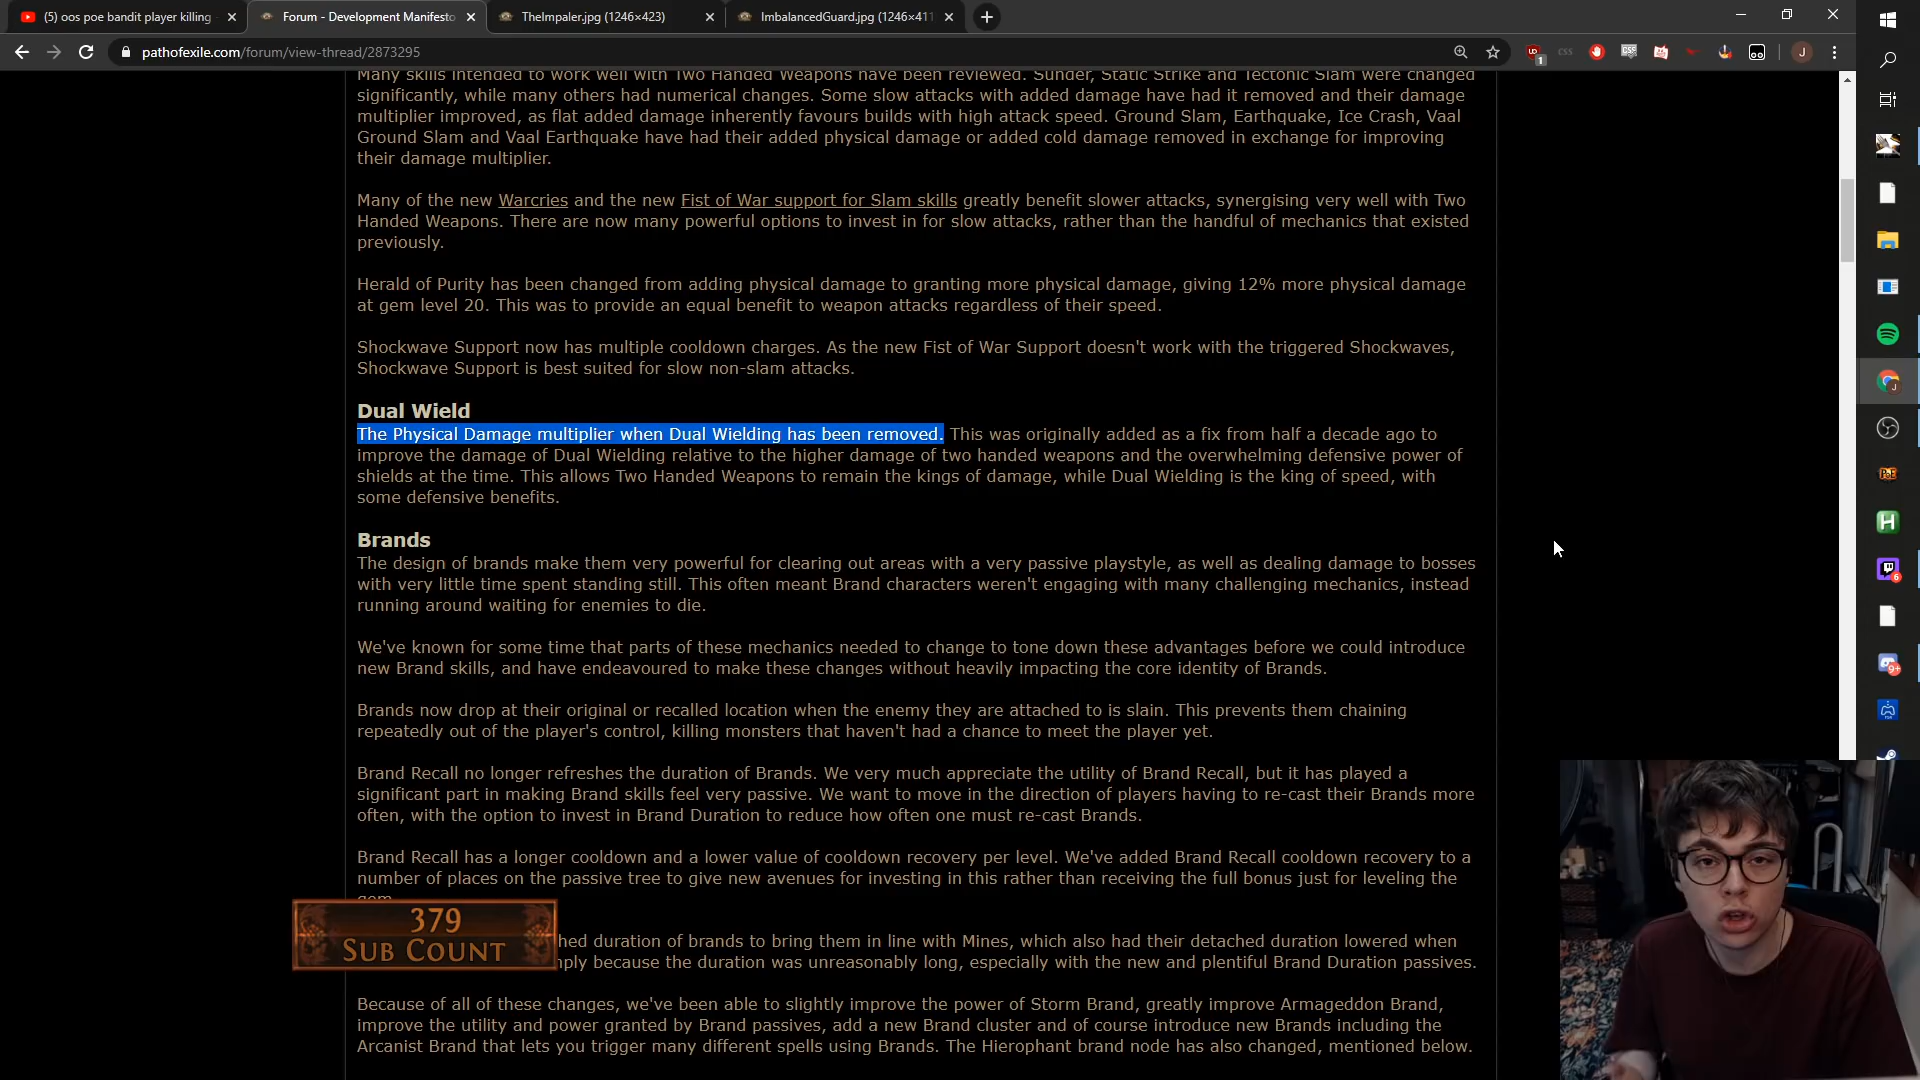 (5) oos poe bandit player killing
Forum - Development Manifesto
TheImpaler.jpg (1246×423)
ImbalancedGuard.jpg (1246×411
pathofexile.com/forum/view-thread/2873295
Many skills intended to work well with Two Handed Weapons have been reviewed. Sunder, Static Strike and Tectonic Slam were changed
significantly, while many others had numerical changes. Some slow attacks with added damage have had it removed and their damage
multiplier improved, as flat added damage inherently favours builds with high attack speed. Ground Slam, Earthquake, Ice Crash, Vaal
Ground Slam and Vaal Earthquake have had their added physical damage or added cold damage removed in exchange for improving
their damage multiplier.
Many of the new Warcries and the new Fist of War support for Slam skills greatly benefit slower attacks, synergising very well with Two
Handed Weapons. There are now many powerful options to invest in for slow attacks, rather than the handful of mechanics that existed
previously.
Herald of Purity has been changed from adding physical damage to granting more physical damage, giving 12% more physical damage
at gem level 20. This was to provide an equal benefit to weapon attacks regardless of their speed.
Shockwave Support now has multiple cooldown charges. As the new Fist of War Support doesn't work with the triggered Shockwaves,
Shockwave Support is best suited for slow non-slam attacks.
Dual Wield
The Physical Damage multiplier when Dual Wielding has been removed. This was originally added as a fix from half a decade ago to
improve the damage of Dual Wielding relative to the higher damage of two handed weapons and the overwhelming defensive power of
shields at the time. This allows Two Handed Weapons to remain the kings of damage, while Dual Wielding is the king of speed, with
some defensive benefits.
Brands
The design of brands make them very powerful for clearing out areas with a very passive playstyle, as well as dealing damage to bosses
with very little time spent standing still. This often meant Brand characters weren't engaging with many challenging mechanics, instead
running around waiting for enemies to die.
We've known for some time that parts of these mechanics needed to change to tone down these advantages before we could introduce
new Brand skills, and have endeavoured to make these changes without heavily impacting the core identity of Brands.
Brands now drop at their original or recalled location when the enemy they are attached to is slain. This prevents them chaining
repeatedly out of the player's control, killing monsters that haven't had a chance to meet the player yet.
Brand Recall no longer refreshes the duration of Brands. We very much appreciate the utility of Brand Recall, but it has played a
significant part in making Brand skills feel very passive. We want to move in the direction of players having to re-cast their Brands more
often, with the option to invest in Brand Duration to reduce how often one must re-cast Brands.
Brand Recall has a longer cooldown and a lower value of cooldown recovery per level. We've added Brand Recall cooldown recovery to a
number of places on the passive tree to give new avenues for investing in this rather than receiving the full bonus just for leveling the
gem.
379
SUB COUNT
hed duration of brands to bring them in line with Mines, which also had their detached duration lowered when
mply because the duration was unreasonably long, especially with the new and plentiful Brand Duration passives.
Because of all of these changes, we've been able to slightly improve the power of Storm Brand, greatly improve Armageddon Brand,
improve the utility and power granted by Brand passives, add a new Brand cluster and of course introduce new Brands including the
Arcanist Brand that lets you trigger many different spells using Brands. The Hierophant brand node has also changed, mentioned below.